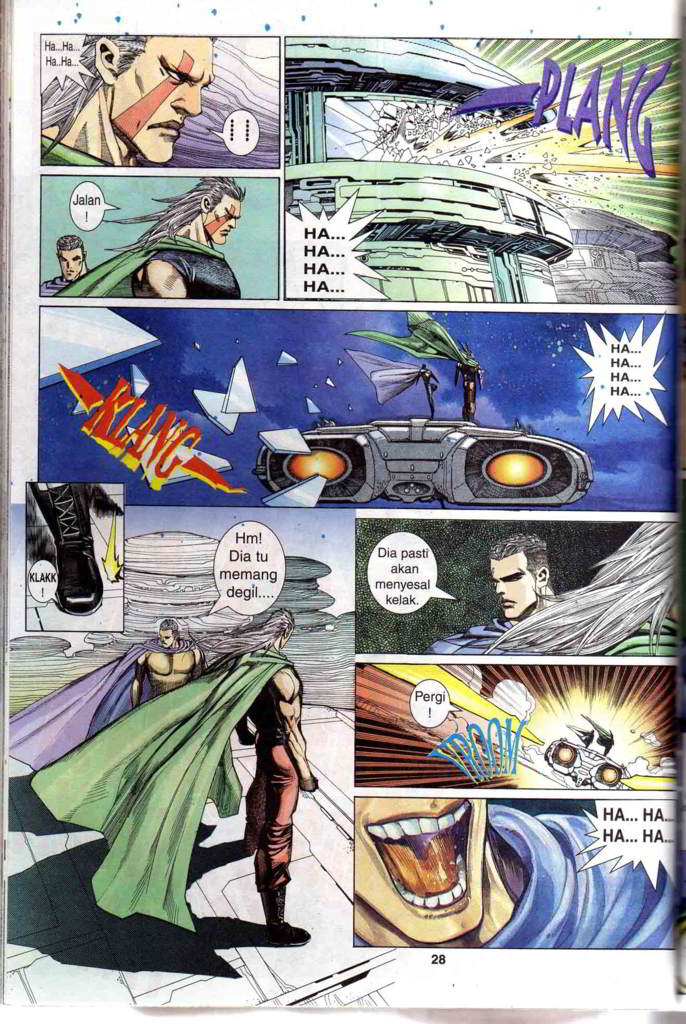 Ha...Ha...
Ha..Ha...
!!!
PLANG
Jalan
!
HA...
HA...
HA...
HA...
HA...
HA...
HA...
HA...
KLANG
KLAKK
!
Hm!
Dia tu
memang
degil....
Dia pasti
akan
menyesal
kelak.
Pergi
!
HA... HA...
HA... HA...
28